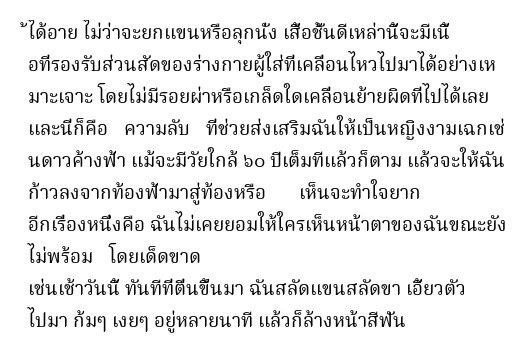 ้ได้อาย ไม่ว่าจะยกแขนหรือลุกนั่ง เสื้อชั้นดีเหล่านี้จะมีเนื้
อที่รองรับส่วนสัดของร่างกายผู้ใส่ที่เคลื่อนไหวไปมาได้อย่างเห
มาะเจาะ โดยไม่มีรอยผ่าหรือเกล็ดใดเคลื่อนย้ายผิดที่ไปได้เลย
และนี่ก็คือ ความลับ ที่ช่วยส่งเสริมฉันให้เป็นหญิงงามเฉกเช่
นดาวค้างฟ้า แม้จะมีวัยใกล้ ๖๐ ปีเต็มทีแล้วก็ตาม แล้วจะให้ฉัน
ก้าวลงจากท้องฟ้ามาสู่ท้องหรือ เห็นจะทำใจยาก
อีกเรื่องหนึ่งคือ ฉันไม่เคยยอมให้ใครเห็นหน้าตาของฉันขณะยัง
ไม่พร้อม โดยเด็ดขาด
เช่นเช้าวันนี้ ทันทีที่ตื่นขึ้นมา ฉันสลัดแขนสลัดขา เอี้ยวตัว
ไปมา ก้มๆ เงยๆ อยู่หลายนาที แล้วก็ล้างหน้าสีฟัน